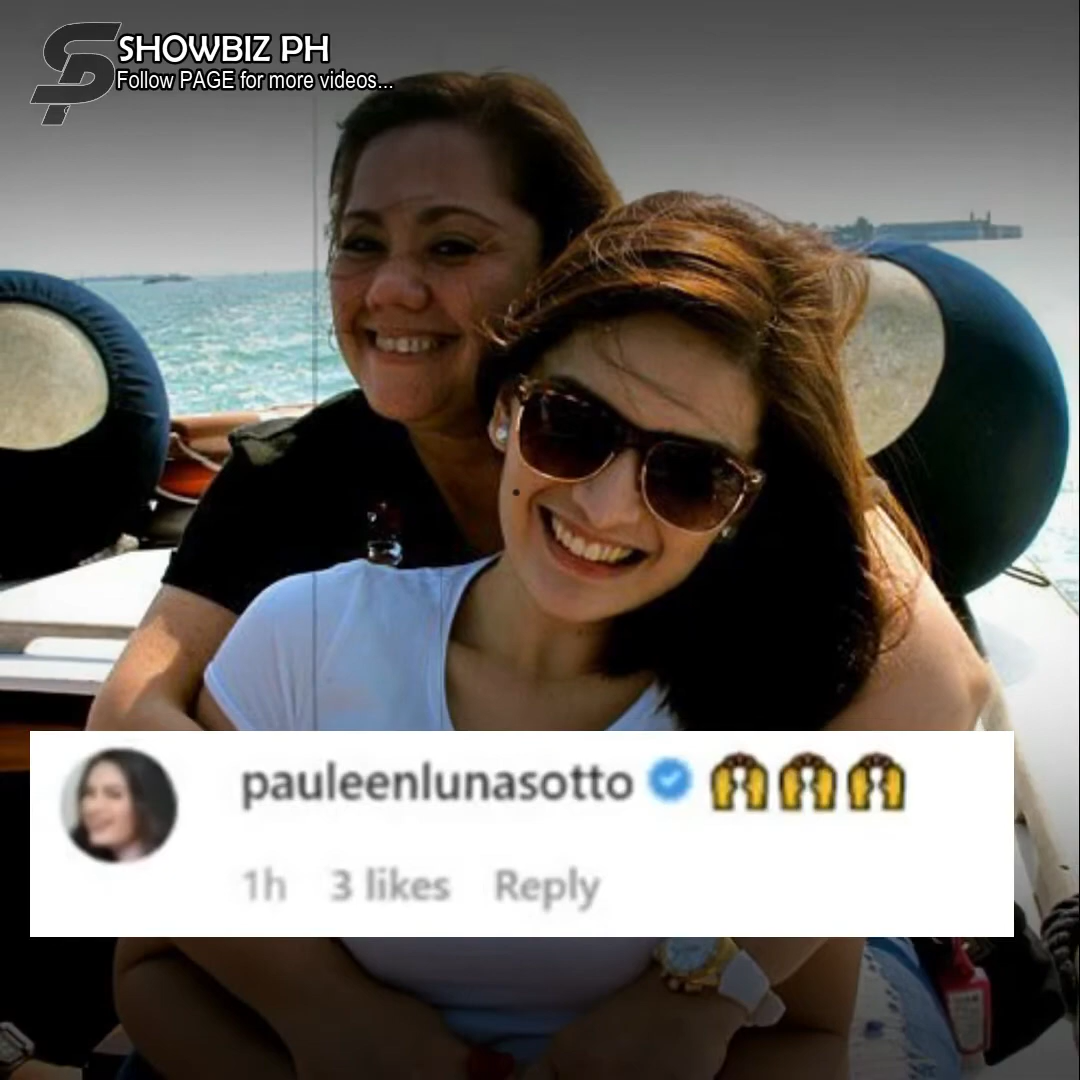 SHOWBIZ PH
Follow PAGE for more videos...
pauleenlunasotto
1h 3 likes Reply